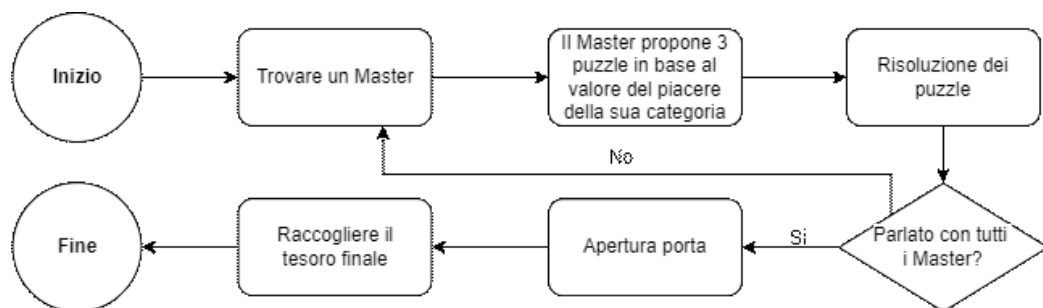 Inizio
Trovare un Master
Il Master propone 3
puzzle in base al
valore del piacere
della sua categoria
Risoluzione dei
puzzle
No
Fine
Raccogliere il
tesoro finale
Apertura porta
Si
Parlato con tutti
i Master?